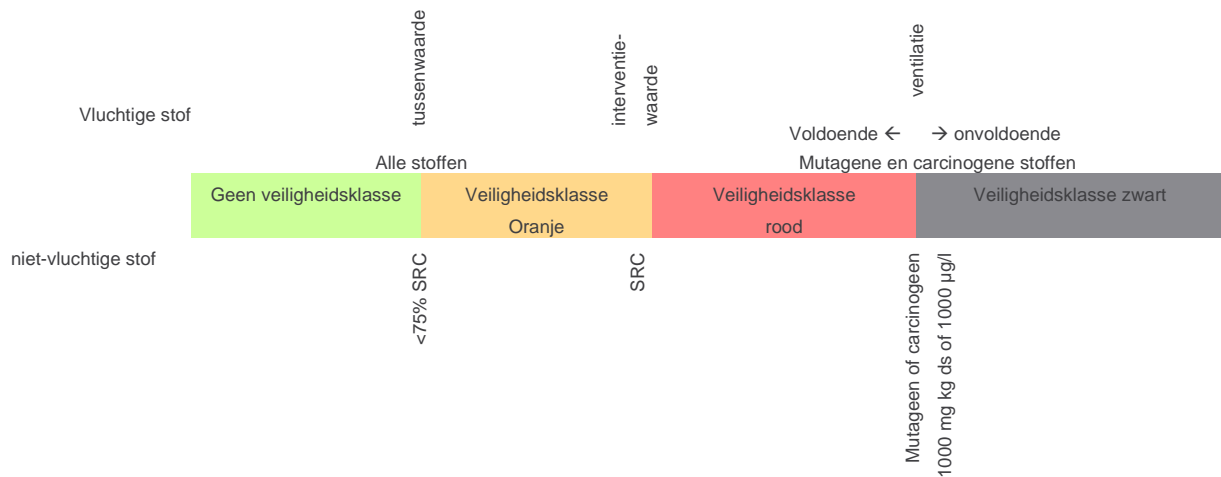 tussenwaarde
interventie-
waarde
ventilatie
Vluchtige stof
Voldoende ← → onvoldoende
Alle stoffen
Mutagene en carcinogene stoffen
Geen veiligheidsklasse
Veiligheidsklasse
Oranje
Veiligheidsklasse
rood
Veiligheidsklasse zwart
niet-vluchtige stof
<75% SRC
SRC
Mutageen of carcinogeen
1000 mg kg ds of 1000 µg/l